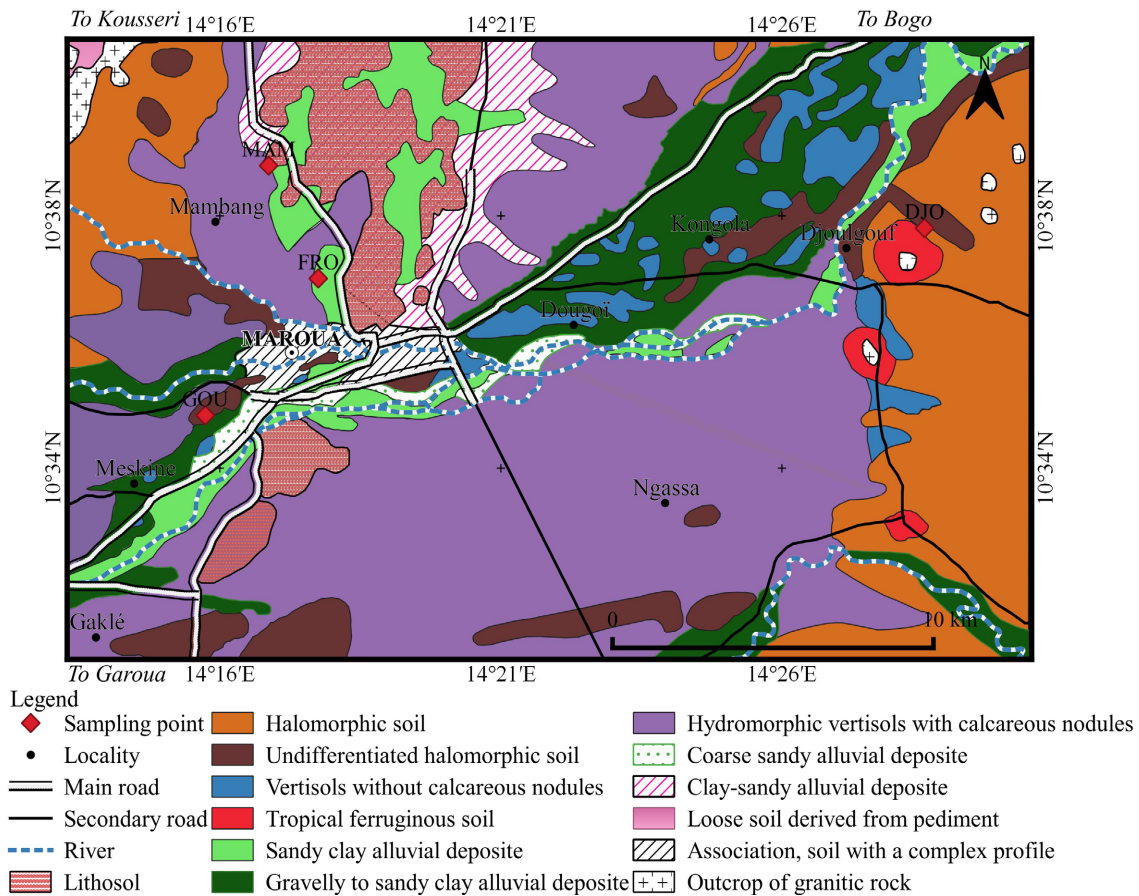 To Kousseri
To Bogo
14°16′E
14°21′E
14°26′E
N
MAM
10°38′N
10°38′N
Mambang
Kongola
Djoulgouf
DJO
FRO
Dougoï
MAROUA
GOU
Meskine
10°34′N
10°34′N
Ngassa
Gaklé
0
10 km
To Garoua
14°16′E
14°21′E
14°26′E
Legend
Sampling point
Locality
Main road
Secondary road
River
Lithosol
Halomorphic soil
Undifferentiated halomorphic soil
Vertisols without calcareous nodules
Tropical ferruginous soil
Sandy clay alluvial deposite
Gravelly to sandy clay alluvial deposite
Hydromorphic vertisols with calcareous nodules
Coarse sandy alluvial deposite
Clay-sandy alluvial deposite
Loose soil derived from pediment
Association, soil with a complex profile
Outcrop of granitic rock